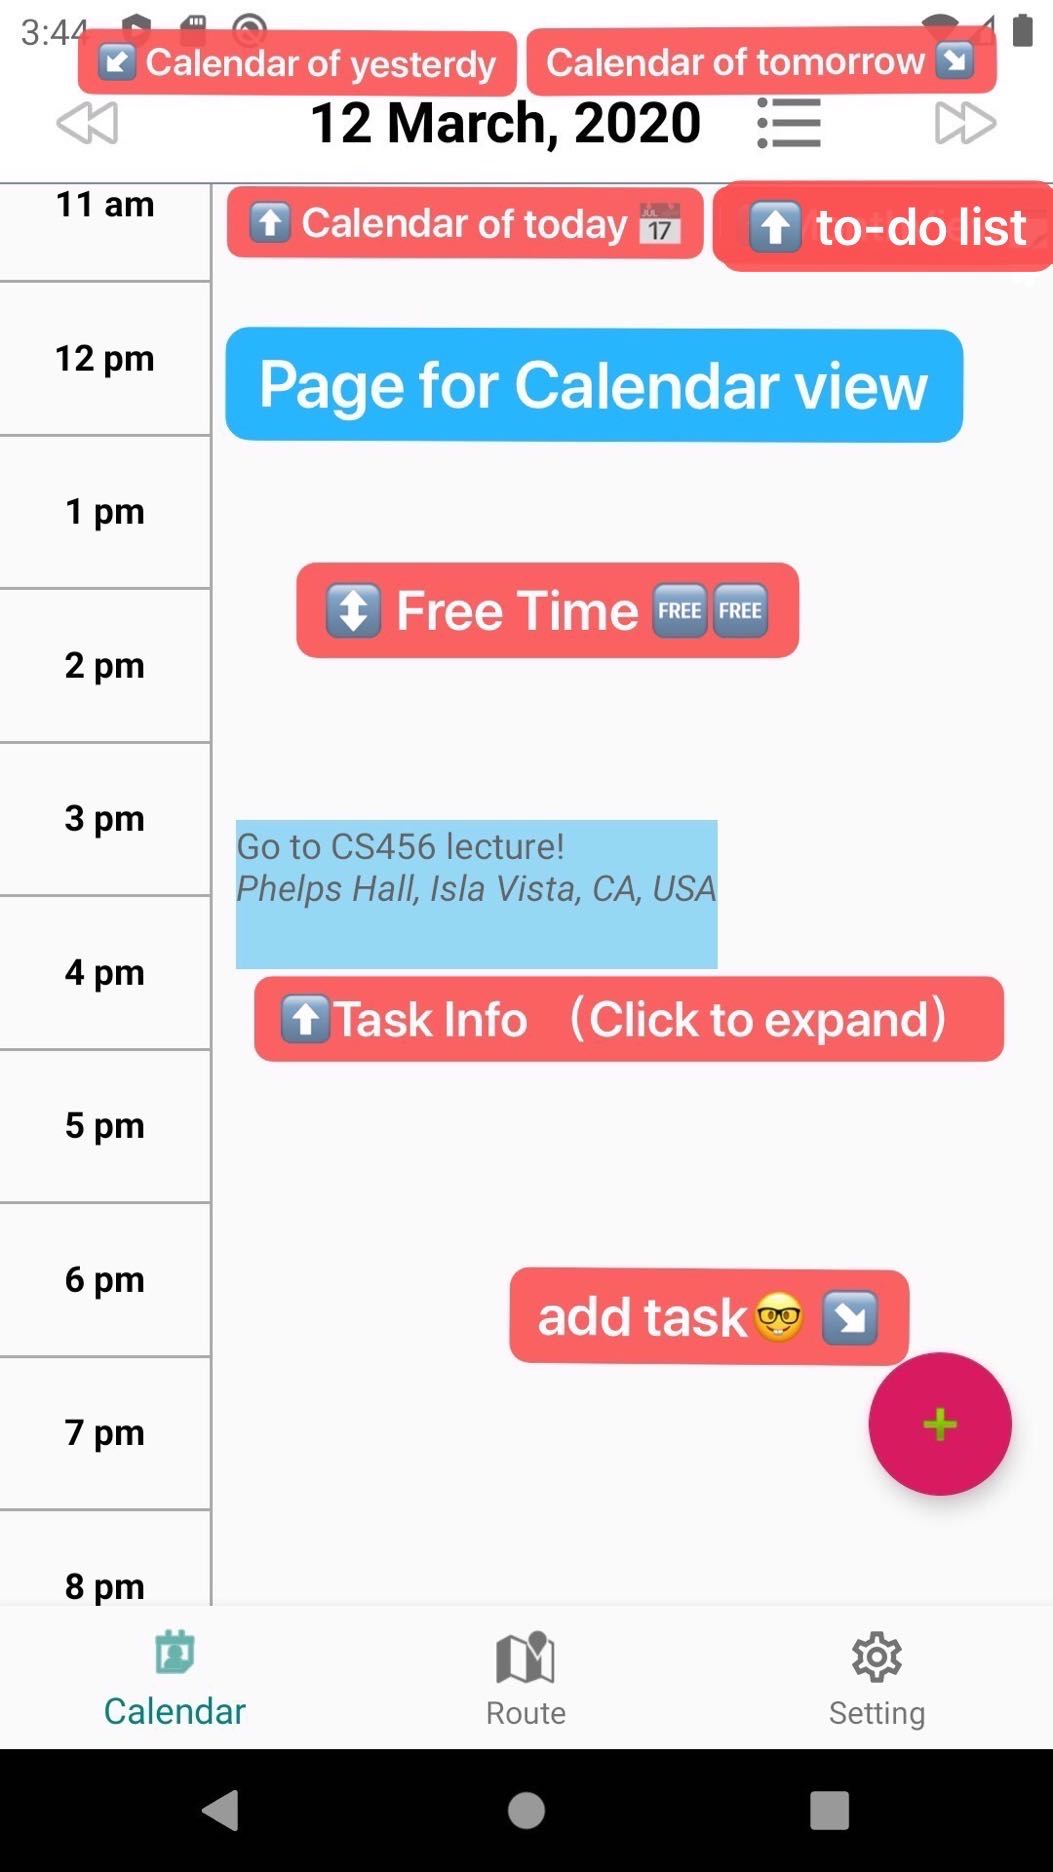 3:44
Calendar of yesterdy
Calendar of tomorrow
12 March, 2020
11 am
Calendar of today
JUL
17
to-do list
12 pm
Page for Calendar view
1 pm
Free Time FREE FREE
2 pm
3 pm
Go to CS456 lecture!
Phelps Hall, Isla Vista, CA, USA
4 pm
Task Info （Click to expand）
5 pm
6 pm
add task
+
7 pm
8 pm
Calendar
Route
Setting